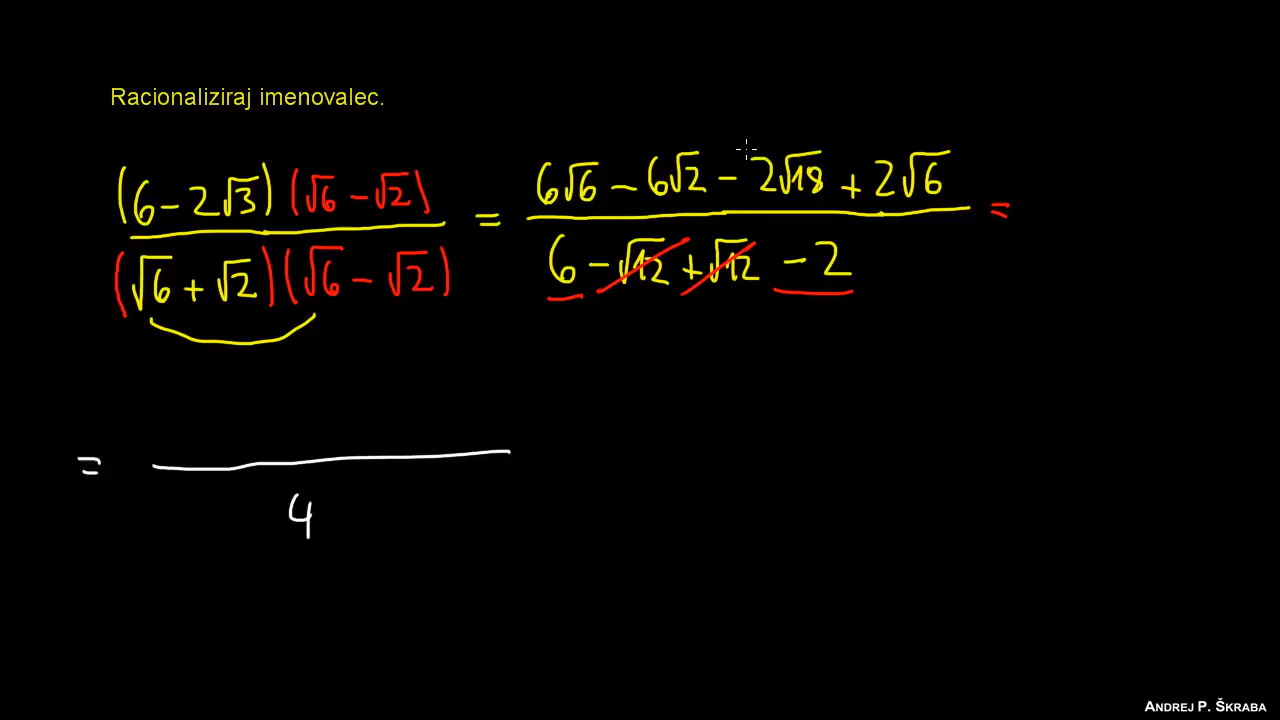 Racionaliziraj imenovalec.
(6 - 2√3) (√6 - √2) / (√6 + √2)(√6 - √2) = 6√6 - 6√2 - 2√18 + 2√6 / 6 - √12 + √12 - 2 =
= / 4
ANDREJ P. ŠKRABA